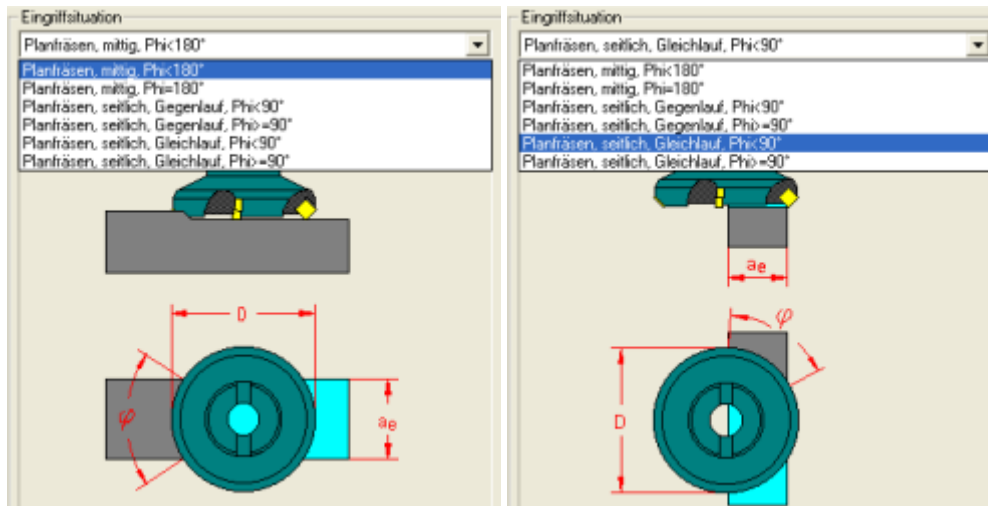 Eingriffsituation
Planfräsen, mittig, Phi<180°
Planfräsen, mittig, Phi<180°
Planfräsen, mittig, Phi=180°
Planfräsen, seitlich, Gegenlauf, Phi<90°
Planfräsen, seitlich, Gegenlauf, Phi>=90°
Planfräsen, seitlich, Gleichlauf, Phi<90°
Planfräsen, seitlich, Gleichlauf, Phi>=90°
D
φ
ae
Eingriffsituation
Planfräsen, seitlich, Gleichlauf, Phi<90°
Planfräsen, mittig, Phi<180°
Planfräsen, mittig, Phi=180°
Planfräsen, seitlich, Gegenlauf, Phi<90°
Planfräsen, seitlich, Gegenlauf, Phi>=90°
Planfräsen, seitlich, Gleichlauf, Phi<90°
Planfräsen, seitlich, Gleichlauf, Phi>=90°
ae
φ
D